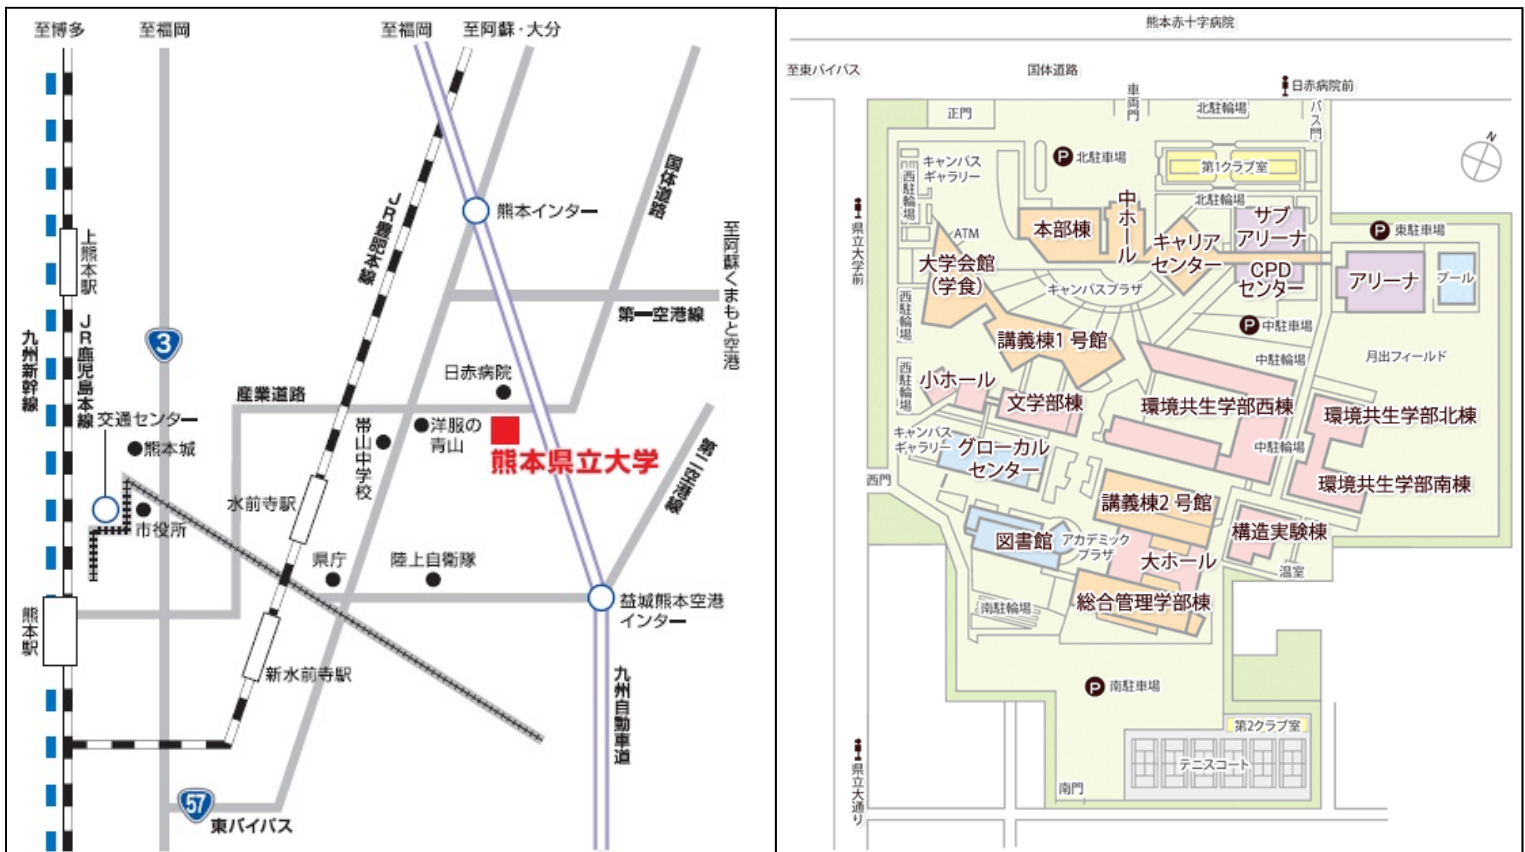 至博多
至福岡
至福岡
至阿蘇・大分
国体道路
JR豊肥本線
熊本インター
上熊本駅
至阿蘇くまもと空港
第一空港線
九州新幹線
JR鹿児島本線
3
日赤病院
産業道路
交通センター
熊本城
帯山中学校
洋服の
青山
熊本県立大学
第二空港線
水前寺駅
市役所
県庁
陸上自衛隊
益城熊本空港
インター
熊本駅
新水前寺駅
九州自動車道
57
東バイパス
熊本赤十字病院
至東バイパス
国体道路
日赤病院前
正門
車両門
北駐輪場
バス門
N
キャンパス
ギャラリー
西駐輪場
P
北駐車場
第1クラブ室
北駐輪場
県立大学前
ATM
本部棟
中ホール
キャリア
センター
サブ
アリーナ
CPD
センター
P
東駐車場
アリーナ
プール
大学会館
(学食)
キャンパスプラザ
西駐輪場
P
中駐車場
講義棟1 号館
中駐輪場
月出フィールド
西駐輪場
小ホール
文学部棟
環境共生学部西棟
環境共生学部北棟
キャンパス
ギャラリー
グローカル
センター
中駐輪場
西門
環境共生学部南棟
講義棟2 号館
構造実験棟
図書館
アカデミック
プラザ
大ホール
温室
南駐輪場
総合管理学部棟
P
南駐車場
第2クラブ室
テニスコート
南門
県立大通り